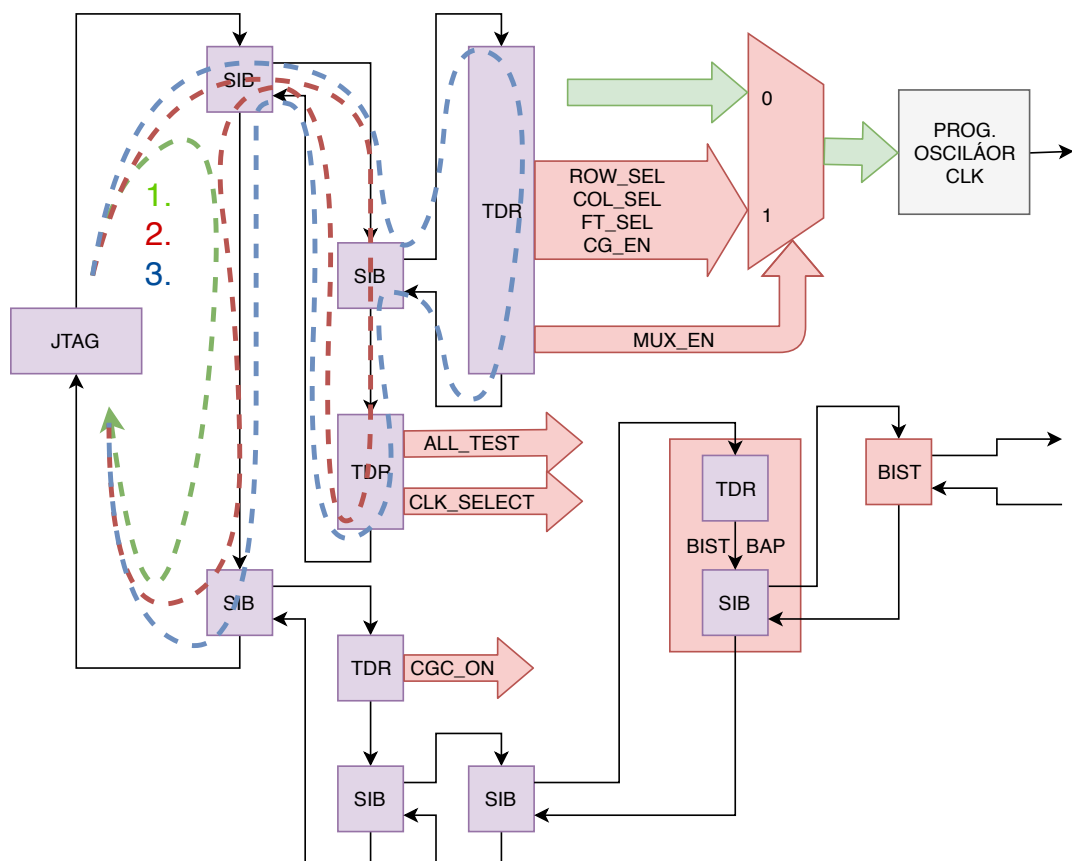 SIB
TDR
0
PROG.
OSCILÁOR
CLK
ROW_SEL
COL_SEL
FT_SEL
CG_EN
1
1.
2.
3.
SIB
JTAG
MUX_EN
TDR
ALL_TEST
CLK_SELECT
TDR
BIST
BIST BAP
SIB
SIB
TDR
CGC_ON
SIB
SIB